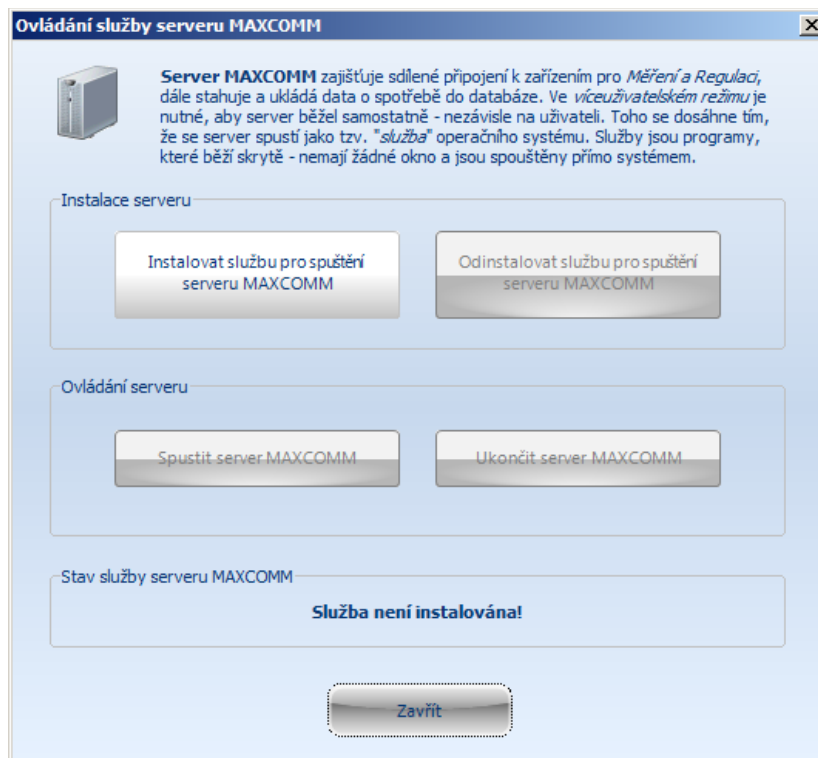 Ovládání služby serveru MAXCOMM
Server MAXCOMM zajišťuje sdílené připojení k zařízením pro Měření a Regulaci,
dále stahuje a ukládá data o spotřebě do databáze. Ve víceuživatelském režimu je
nutné, aby server běžel samostatně - nezávisle na uživateli. Toho se dosáhne tím,
že se server spustí jako tzv. "služba" operačního systému. Služby jsou programy,
které běží skrytě - nemají žádné okno a jsou spouštěny přímo systémem.
Instalace serveru
Instalovat službu pro spuštění
serveru MAXCOMM
Odinstalovat službu pro spuštění
serveru MAXCOMM
Ovládání serveru
Spustit server MAXCOMM
Ukončit server MAXCOMM
Stav služby serveru MAXCOMM
Služba není instalována!
Zavřít